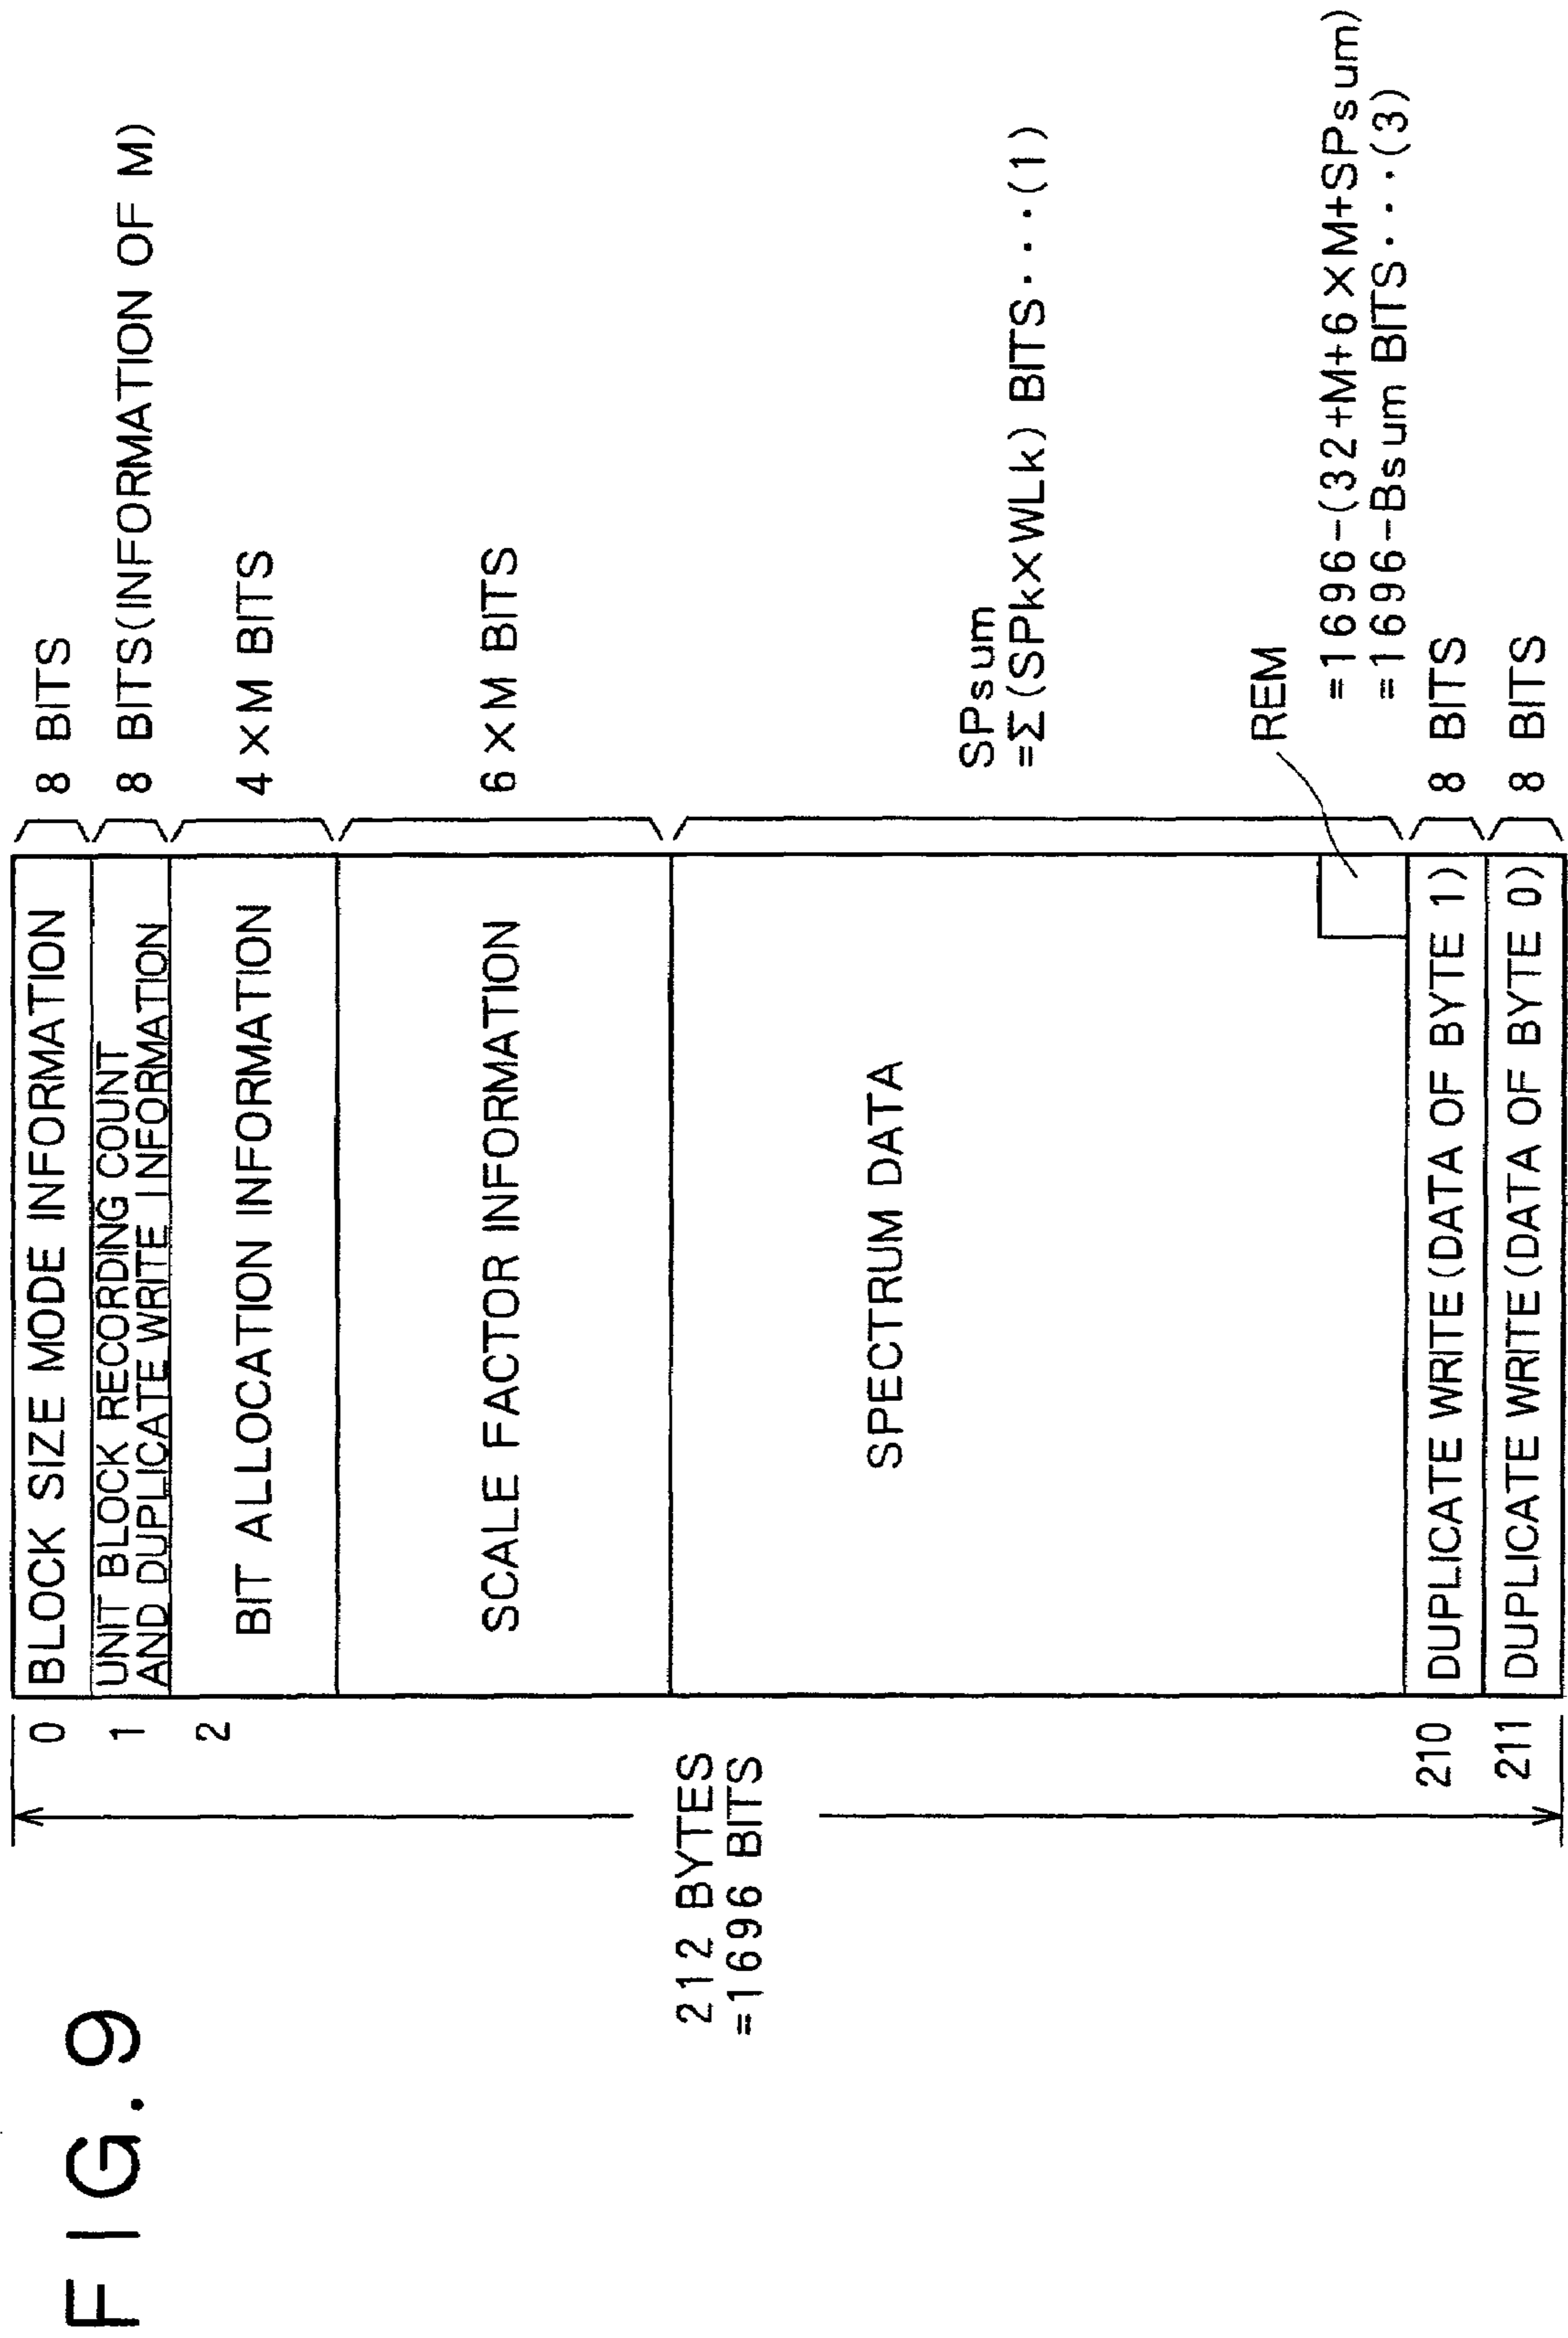 FIG.9
0
BLOCK SIZE MODE INFORMATION
8 BITS
1
UNIT BLOCK RECORDING COUNT
AND DUPLICATE WRITE INFORMATION
8 BITS(INFORMATION OF M)
2
BIT ALLOCATION INFORMATION
4×M BITS
SCALE FACTOR INFORMATION
6×M BITS
212 BYTES
=1696 BITS
SPECTRUM DATA
SPsum
=Σ(SPk×WLk) BITS···(1)
REM
=1696-(32+M+6×M+SPsum)
=1696-Bsum BITS···(3)
210
DUPLICATE WRITE(DATA OF BYTE 1)
8 BITS
211
DUPLICATE WRITE(DATA OF BYTE 0)
8 BITS